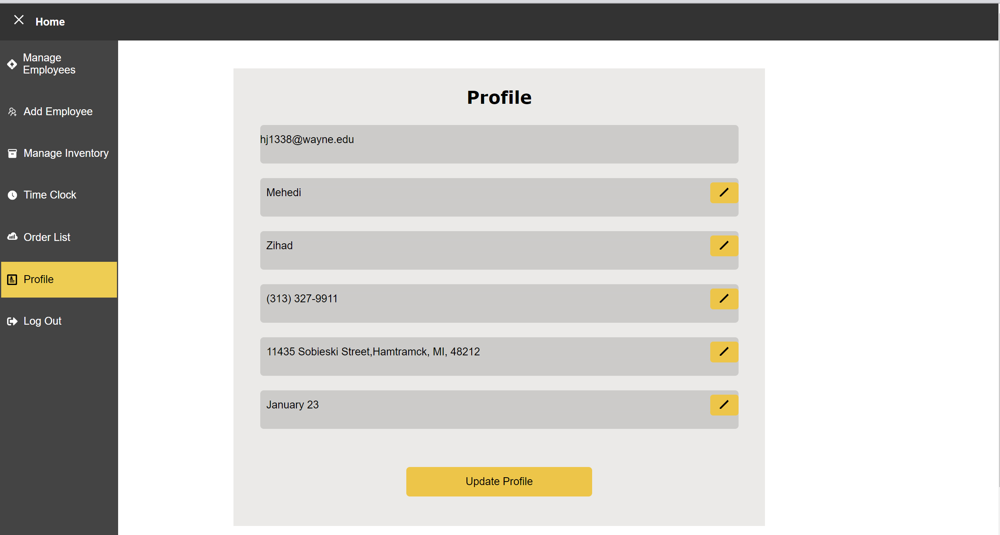 Home
Manage
Employees
Add Employee
Manage Inventory
Time Clock
Order List
Profile
Log Out
Profile
hj1338@wayne.edu
Mehedi
Zihad
(313) 327-9911
11435 Sobieski Street,Hamtramck, MI, 48212
January 23
Update Profile